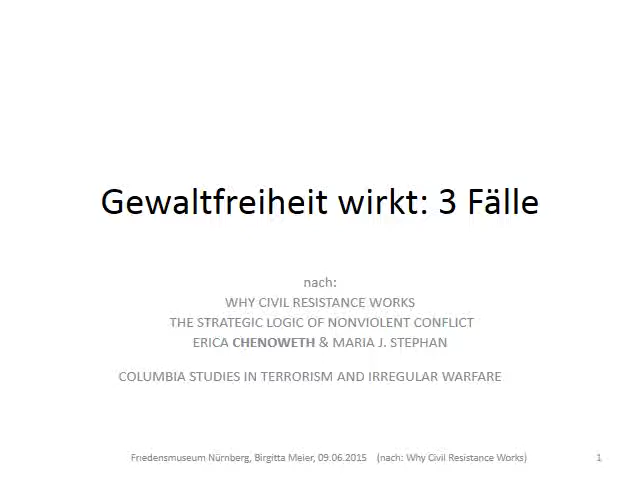 Gewaltfreiheit wirkt: 3 Fälle
nach:
WHY CIVIL RESISTANCE WORKS
THE STRATEGIC LOGIC OF NONVIOLENT CONFLICT
ERICA CHENOWETH & MARIA J. STEPHAN
COLUMBIA STUDIES IN TERRORISM AND IRREGULAR WARFARE
Friedensmuseum Nürnberg, Birgitta Meier, 09.06.2015 (nach: Why Civil Resistance Works) 1